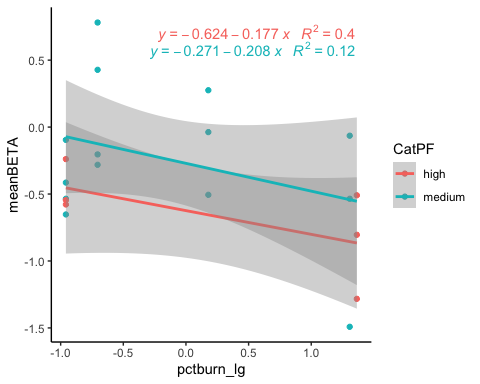 y = − 0.624 − 0.177 x   R² = 0.4
y = − 0.271 − 0.208 x   R² = 0.12
0.5
0.0
-0.5
-1.0
-1.5
meanBETA
-1.0 -0.5 0.0 0.5 1.0
pctburn_lg
CatPF
high
medium